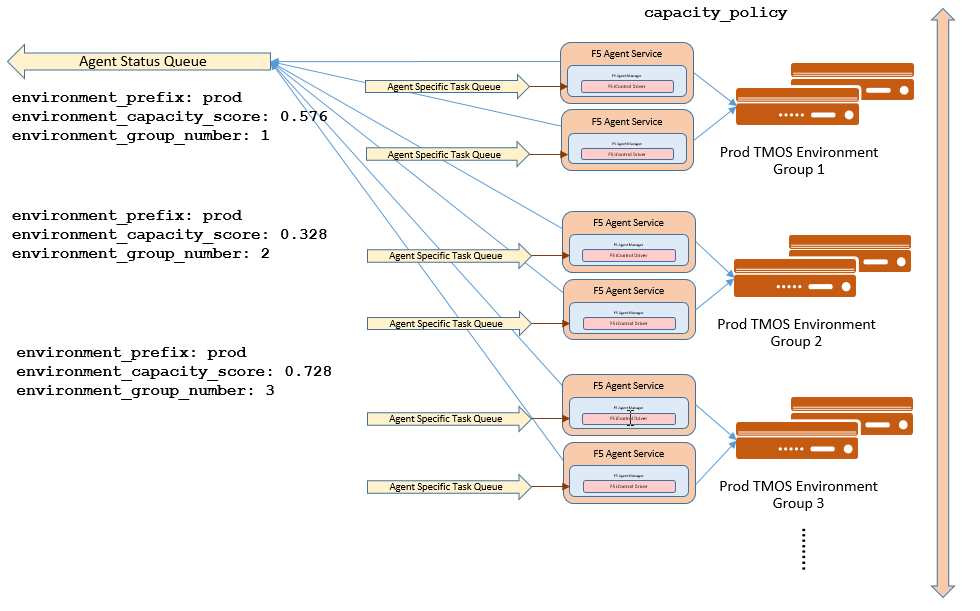 capacity_policy
Agent Status Queue
environment_prefix: prod
environment_capacity_score: 0.576
environment_group_number: 1
F5 Agent Service
F5 Agent Manager
F5 iControl Driver
Agent Specific Task Queue
F5 Agent Service
F5 Agent Manager
F5 iControl Driver
Agent Specific Task Queue
Prod TMOS Environment
Group 1
environment_prefix: prod
environment_capacity_score: 0.328
environment_group_number: 2
F5 Agent Service
F5 Agent Manager
F5 iControl Driver
Agent Specific Task Queue
F5 Agent Service
F5 Agent Manager
F5 iControl Driver
Agent Specific Task Queue
Prod TMOS Environment
Group 2
environment_prefix: prod
environment_capacity_score: 0.728
environment_group_number: 3
F5 Agent Service
F5 Agent Manager
F5 iControl Driver
Agent Specific Task Queue
F5 Agent Service
F5 Agent Manager
F5 iControl Driver
Agent Specific Task Queue
Prod TMOS Environment
Group 3